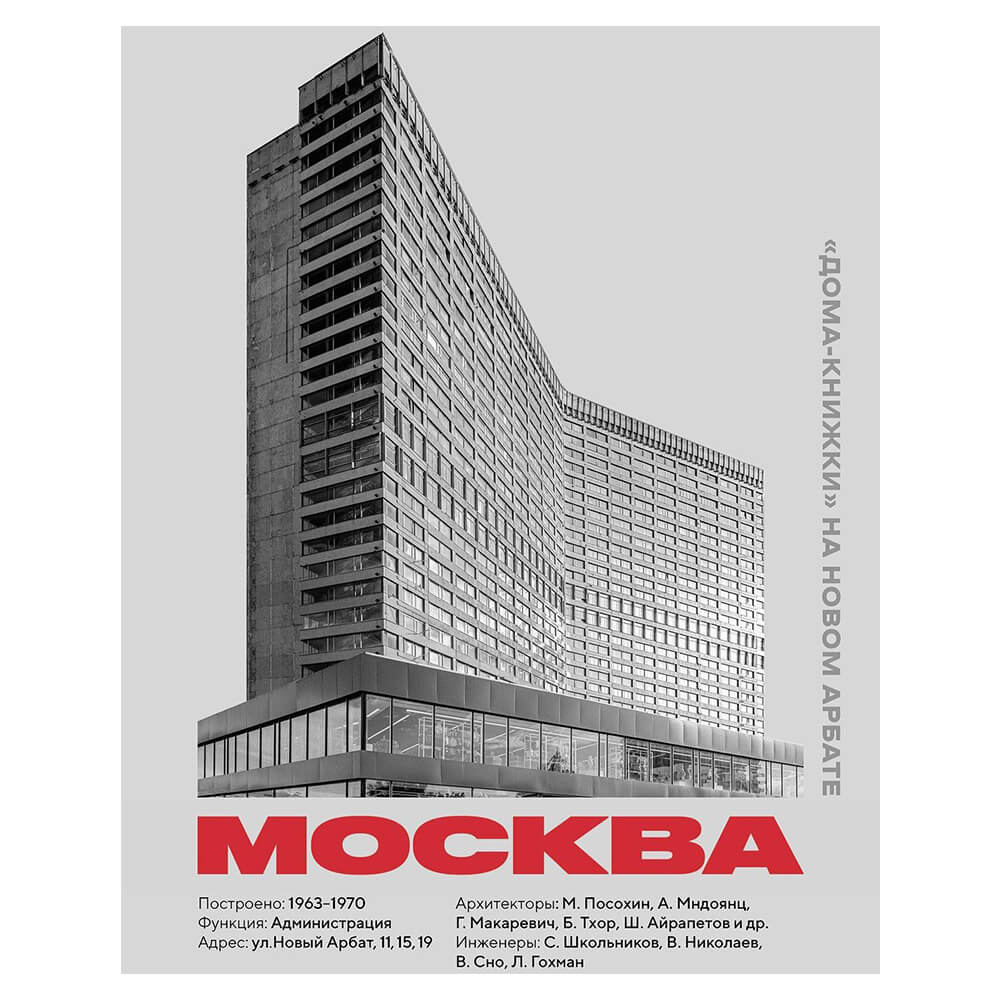 «ДОМА-КНИЖКИ» НА НОВОМ АРБАТЕ
МОСКВА
Построено: 1963–1970
Функция: Администрация
Адрес: ул.Новый Арбат, 11, 15, 19
Архитекторы: М. Посохин, А. Мндоянц,
Г. Макаревич, Б. Тхор, Ш. Айрапетов и др.
Инженеры: С. Школьников, В. Николаев,
В. Сно, Л. Гохман